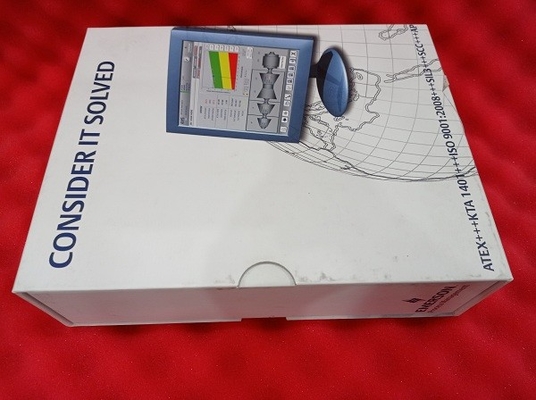 CONSIDER IT SOLVED
ATEX+++KTA 1401+++ISO 9001:2008+++SIL3+++SCC+++AP
EMERSON